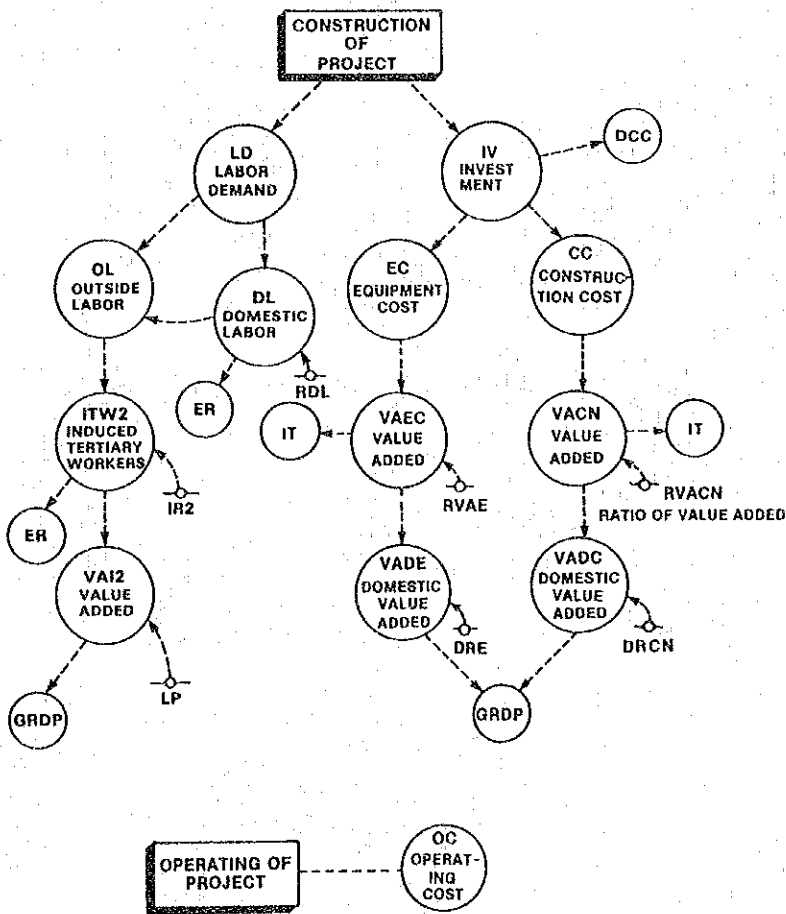 CONSTRUCTION
OF
PROJECT
DCC
LD
LABOR
DEMAND
IV
INVEST
MENT
OL
OUTSIDE
LABOR
DL
DOMESTIC
LABOR
EC
EQUIPMENT
COST
CC
CONSTRUC-
TION COST
RDL
ER
ITW2
INDUCED
TERTIARY
WORKERS
IT
VAEC
VALUE
ADDED
VACN
VALUE
ADDED
IT
IR2
RVAE
RVACN
RATIO OF VALUE ADDED
ER
VAI2
VALUE
ADDED
VADE
DOMESTIC
VALUE
ADDED
VADC
DOMESTIC
VALUE
ADDED
DRE
DRCN
LP
GRDP
GRDP
OPERATING OF
PROJECT
OC
OPERAT-
ING
COST